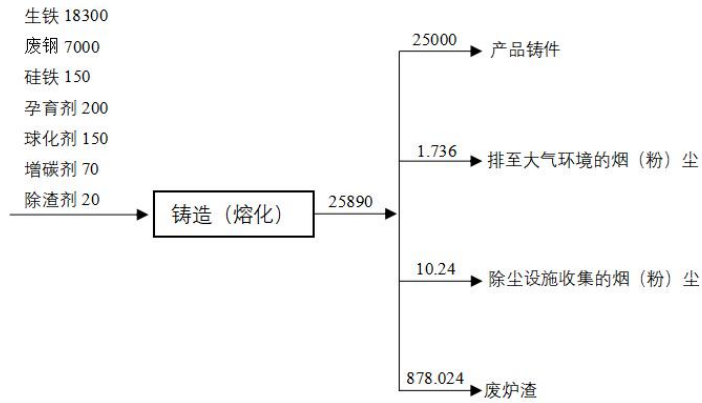 生铁 18300
废钢 7000
硅铁 150
孕育剂 200
球化剂 150
增碳剂 70
除渣剂 20
铸造（熔化）
25890
25000
产品铸件
1.736
排至大气环境的烟（粉）尘
10.24
除尘设施收集的烟（粉）尘
878.024
废炉渣